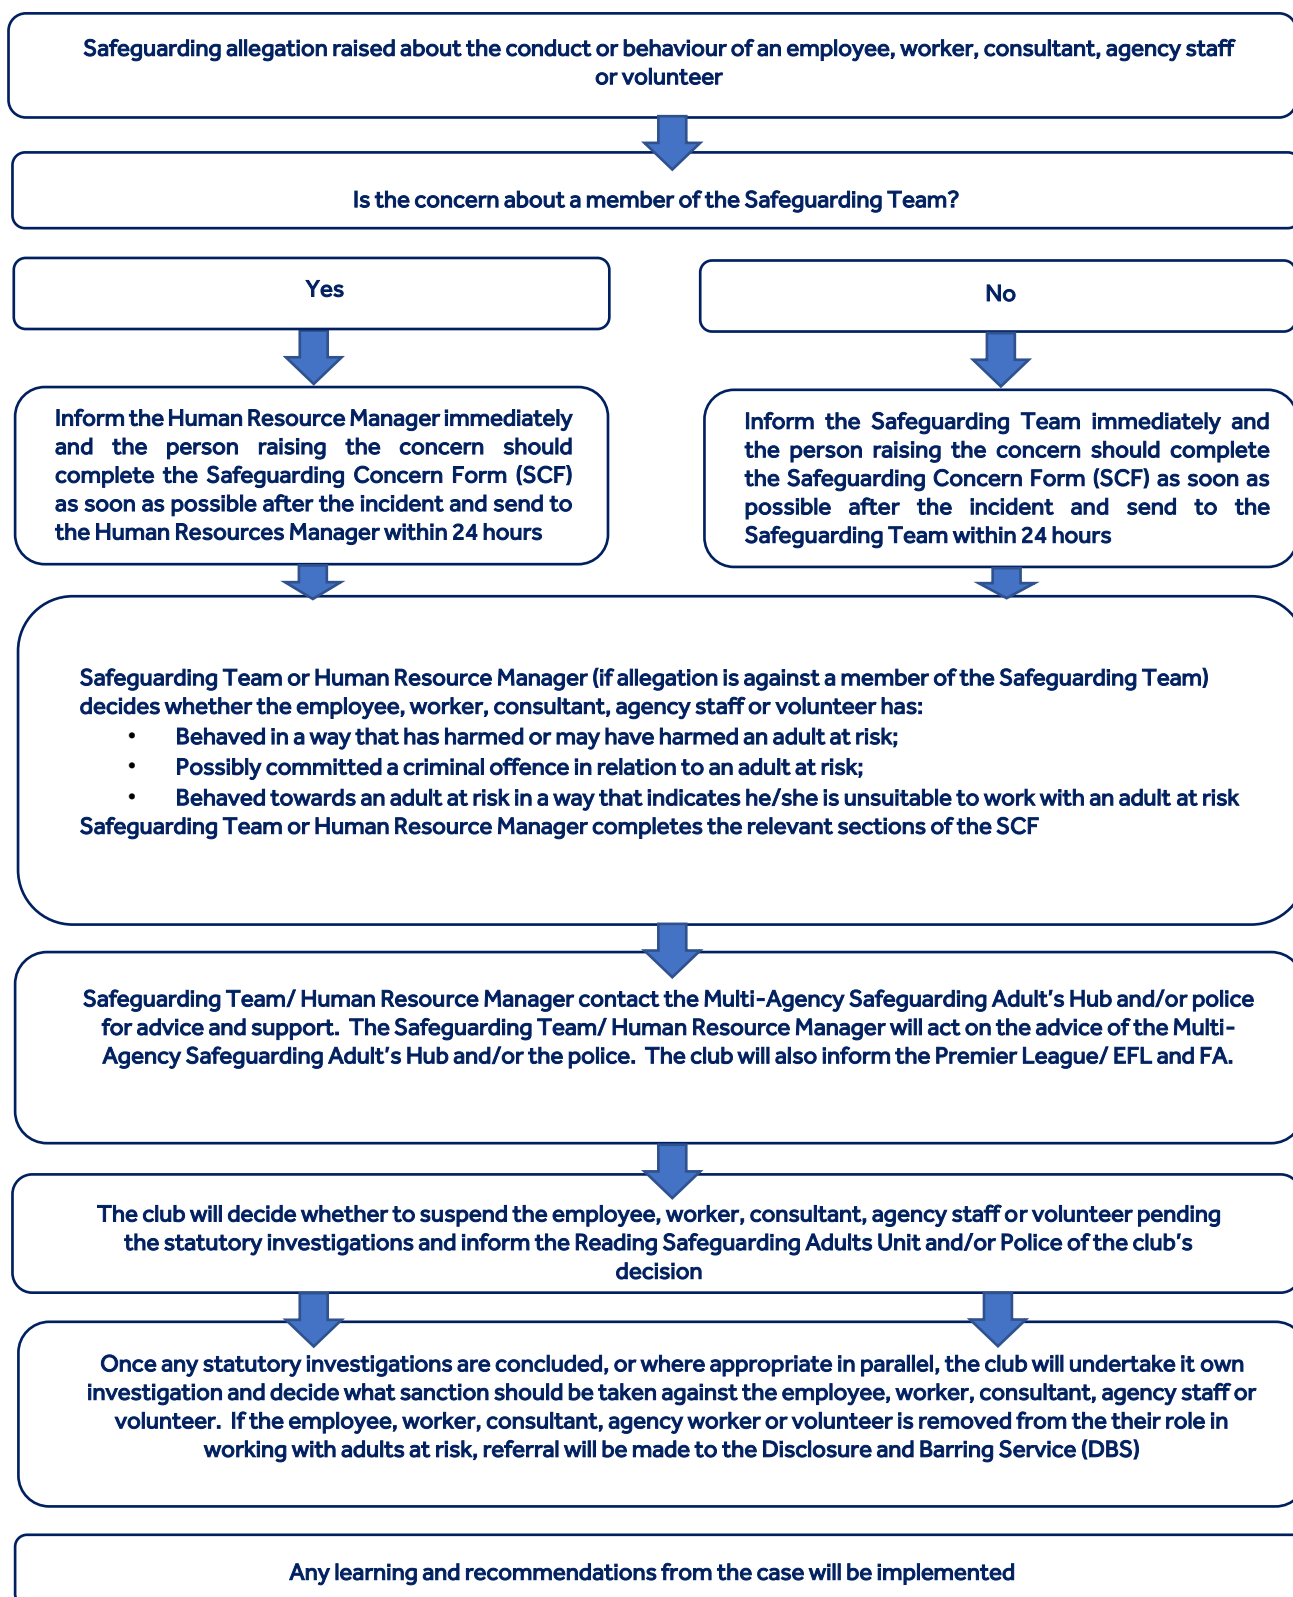 Safeguarding allegation raised about the conduct or behaviour of an employee, worker, consultant, agency staff
or volunteer
Is the concern about a member of the Safeguarding Team?
Yes
No
Inform the Human Resource Manager immediately
and the person raising the concern should
complete the Safeguarding Concern Form (SCF)
as soon as possible after the incident and send to
the Human Resources Manager within 24 hours
Inform the Safeguarding Team immediately and
the person raising the concern should complete
the Safeguarding Concern Form (SCF) as soon as
possible after the incident and send to the
Safeguarding Team within 24 hours
Safeguarding Team or Human Resource Manager (if allegation is against a member of the Safeguarding Team)
decides whether the employee, worker, consultant, agency staff or volunteer has:
• Behaved in a way that has harmed or may have harmed an adult at risk;
• Possibly committed a criminal offence in relation to an adult at risk;
• Behaved towards an adult at risk in a way that indicates he/she is unsuitable to work with an adult at risk
Safeguarding Team or Human Resource Manager completes the relevant sections of the SCF
Safeguarding Team/ Human Resource Manager contact the Multi-Agency Safeguarding Adult's Hub and/or police
for advice and support. The Safeguarding Team/ Human Resource Manager will act on the advice of the Multi-
Agency Safeguarding Adult's Hub and/or the police. The club will also inform the Premier League/ EFL and FA.
The club will decide whether to suspend the employee, worker, consultant, agency staff or volunteer pending
the statutory investigations and inform the Reading Safeguarding Adults Unit and/or Police of the club's
decision
Once any statutory investigations are concluded, or where appropriate in parallel, the club will undertake it own
investigation and decide what sanction should be taken against the employee, worker, consultant, agency staff or
volunteer. If the employee, worker, consultant, agency worker or volunteer is removed from the their role in
working with adults at risk, referral will be made to the Disclosure and Barring Service (DBS)
Any learning and recommendations from the case will be implemented